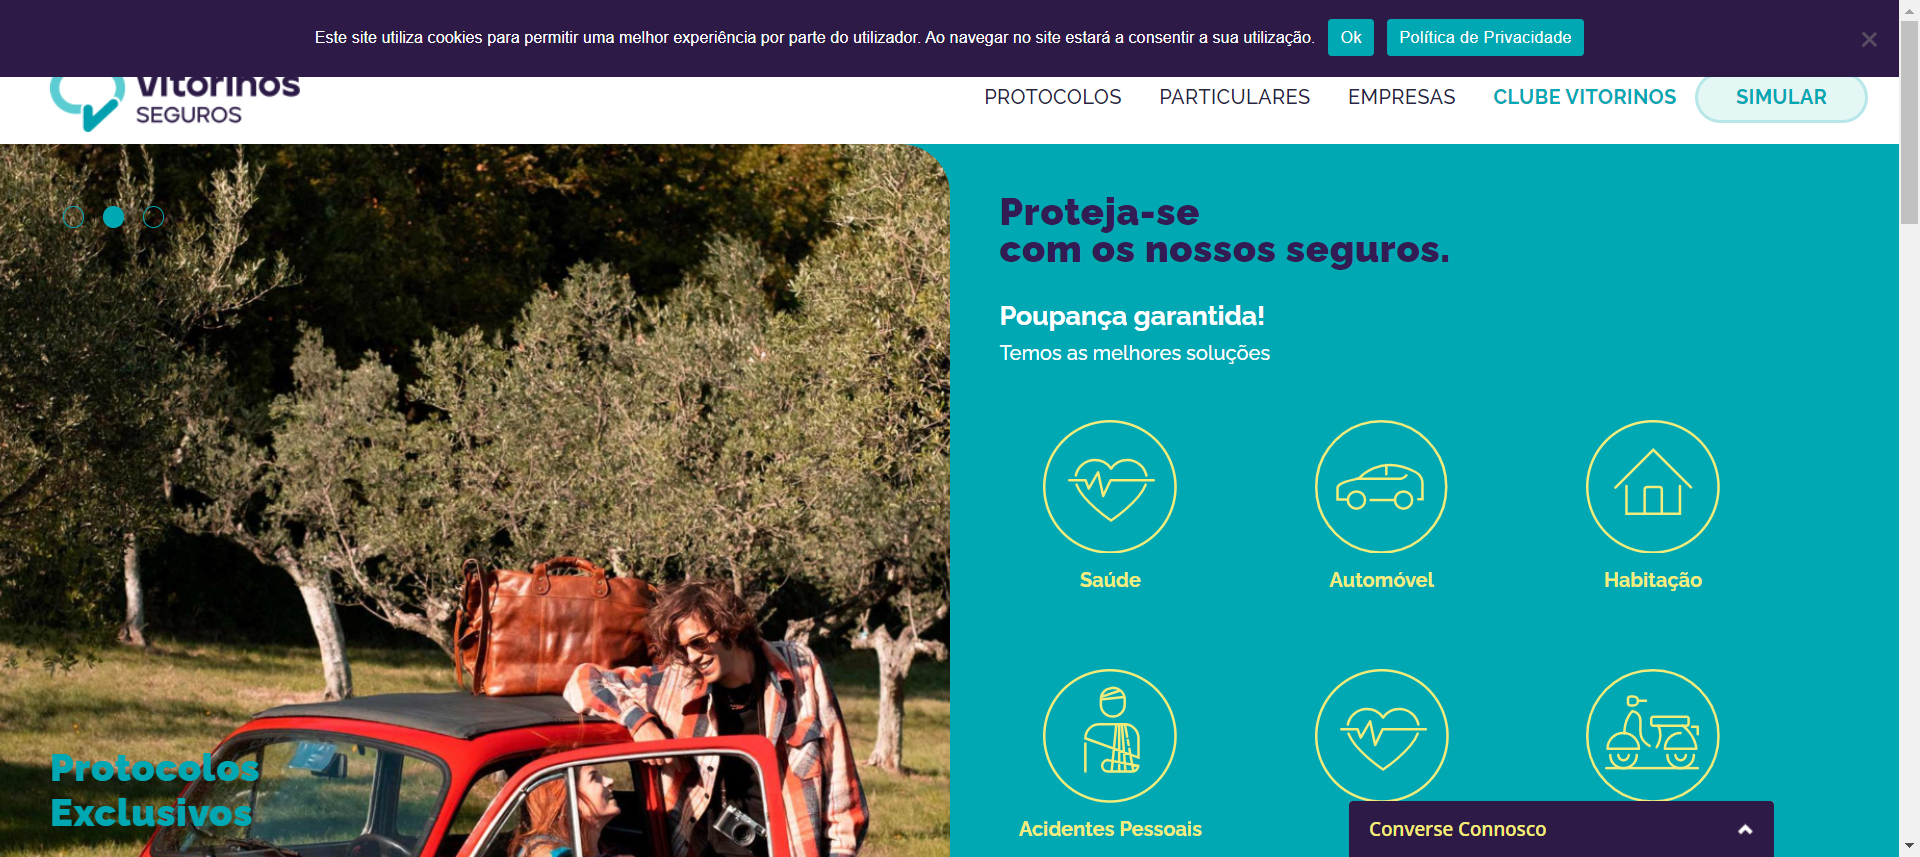 Este site utiliza cookies para permitir uma melhor experiência por parte do utilizador. Ao navegar no site estará a consentir a sua utilização.
Ok
Política de Privacidade
Vitorinos
SEGUROS
PROTOCOLOS
PARTICULARES
EMPRESAS
CLUBE VITORINOS
SIMULAR
Proteja-se
com os nossos seguros.
Poupança garantida!
Temos as melhores soluções
Saúde
Automóvel
Habitação
Protocolos
Exclusivos
Acidentes Pessoais
Converse Connosco